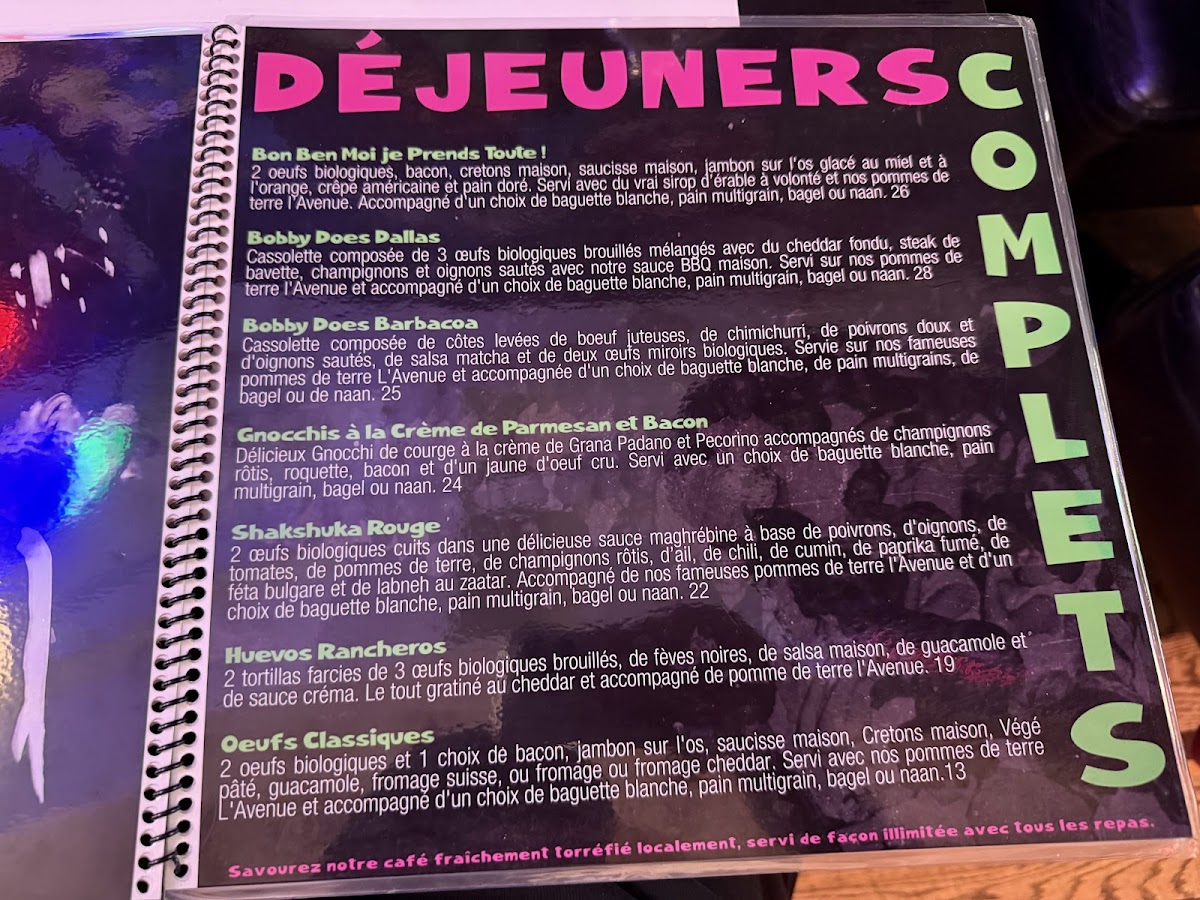 DÉJEUNERS
COMPLETS
Bon Ben Moi je Prends Toute !
2 oeufs biologiques, bacon, cretons maison, saucisse maison, jambon sur l'os glacé au miel et à
l'orange, crêpe américaine et pain doré. Servi avec du vrai sirop d'érable à volonté et nos pommes de
terre l'Avenue. Accompagné d'un choix de baguette blanche, pain multigrain, bagel ou naan. 26
Bobby Does Dallas
Cassolette composée de 3 œufs biologiques brouillés mélangés avec du cheddar fondu, steak de
bavette, champignons et oignons sautés avec notre sauce BBQ maison. Servi sur nos pommes de
terre l'Avenue et accompagné d'un choix de baguette blanche, pain multigrain, bagel ou naan. 28
Bobby Does Barbacoa
Cassolette composée de côtes levées de boeuf juteuses, de chimichurri, de poivrons doux et
d'oignons sautés, de salsa matcha et de deux œufs miroirs biologiques. Servie sur nos fameuses
pommes de terre L'Avenue et accompagnée d'un choix de baguette blanche, de pain multigrains, de
bagel ou de naan. 25
Gnocchis à la Crème de Parmesan et Bacon
Délicieux Gnocchi de courge à la crème de Grana Padano et Pecorino accompagnés de champignons
rôtis, roquette, bacon et d'un jaune d'oeuf cru. Servi avec un choix de baguette blanche, pain
multigrain, bagel ou naan. 24
Shakshuka Rouge
2 œufs biologiques cuits dans une délicieuse sauce maghrébine à base de poivrons, d'oignons, de
tomates, de pommes de terre, de champignons rôtis, d'ail, de chili, de cumin, de paprika fumé, de
féta bulgare et de labneh au zaatar. Accompagné de nos fameuses pommes de terre l'Avenue et d'un
choix de baguette blanche, pain multigrain, bagel ou naan. 22
Huevos Rancheros
2 tortillas farcies de 3 œufs biologiques brouillés, de fèves noires, de salsa maison, de guacamole et
de sauce créma. Le tout gratiné au cheddar et accompagné de pomme de terre l'Avenue. 19
Oeufs Classiques
2 oeufs biologiques et 1 choix de bacon, jambon sur l'os, saucisse maison, Cretons maison, Végé
pâté, guacamole, fromage suisse, ou fromage ou fromage cheddar. Servi avec nos pommes de terre
L'Avenue et accompagné d'un choix de baguette blanche, pain multigrain, bagel ou naan.13
Savourez notre café fraîchement torréfié localement, servi de façon illimitée avec tous les repas.